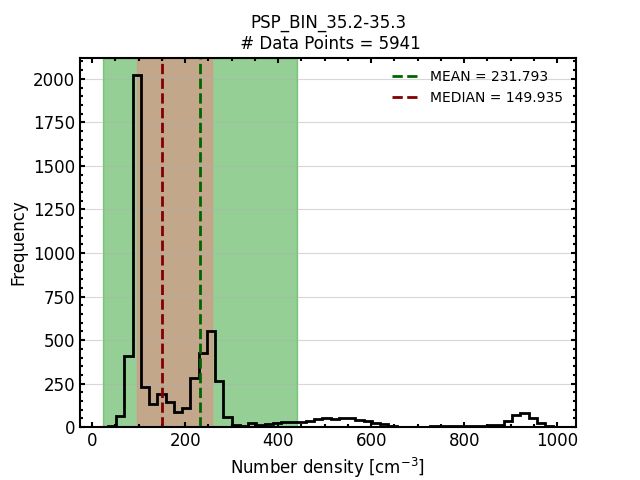 PSP_BIN_35.2-35.3
# Data Points = 5941
MEAN = 231.793
MEDIAN = 149.935
Frequency
2000
1750
1500
1250
1000
750
500
250
0
0 200 400 600 800 1000
Number density [cm⁻³]